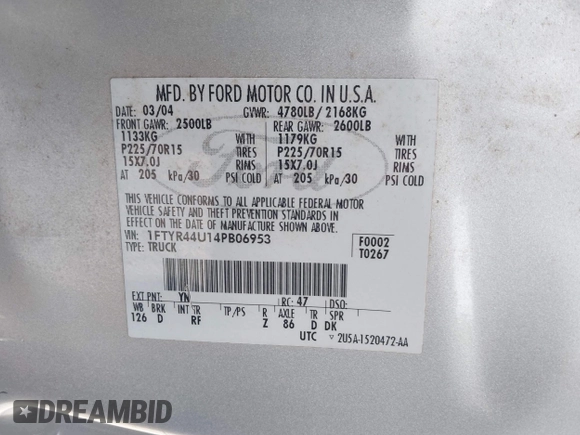 MFD. BY FORD MOTOR CO. IN U.S.A.
DATE: 03/04 GVWR: 4780LB/ 2168KG
FRONT GAWR: 2500LB REAR GAWR: 2600LB
1133KG WITH 1179KG WITH
P225/70R15 TIRES P225/70R15 TIRES
15X7.0J RIMS 15X7.0J RIMS
AT 205 kPa/30 PSI COLD AT 205 kPa/30 PSI COLD
THIS VEHICLE CONFORMS TO ALL APPLICABLE FEDERAL MOTOR
VEHICLE SAFETY AND THEFT PREVENTION STANDARDS IN
EFFECT ON THE DATE OF MANUFACTURE SHOWN ABOVE.
VIN: 1FTYR44U14PB06953 F0002
TYPE: TRUCK T0267
EXT PNT: YN RC: 47 DSO:
WB BRK INT TR TP/PS R AXLE TR SPR
126 D RF Z 86 D DK
UTC 2U5A-1520472-AA
Ford
DREAMBID